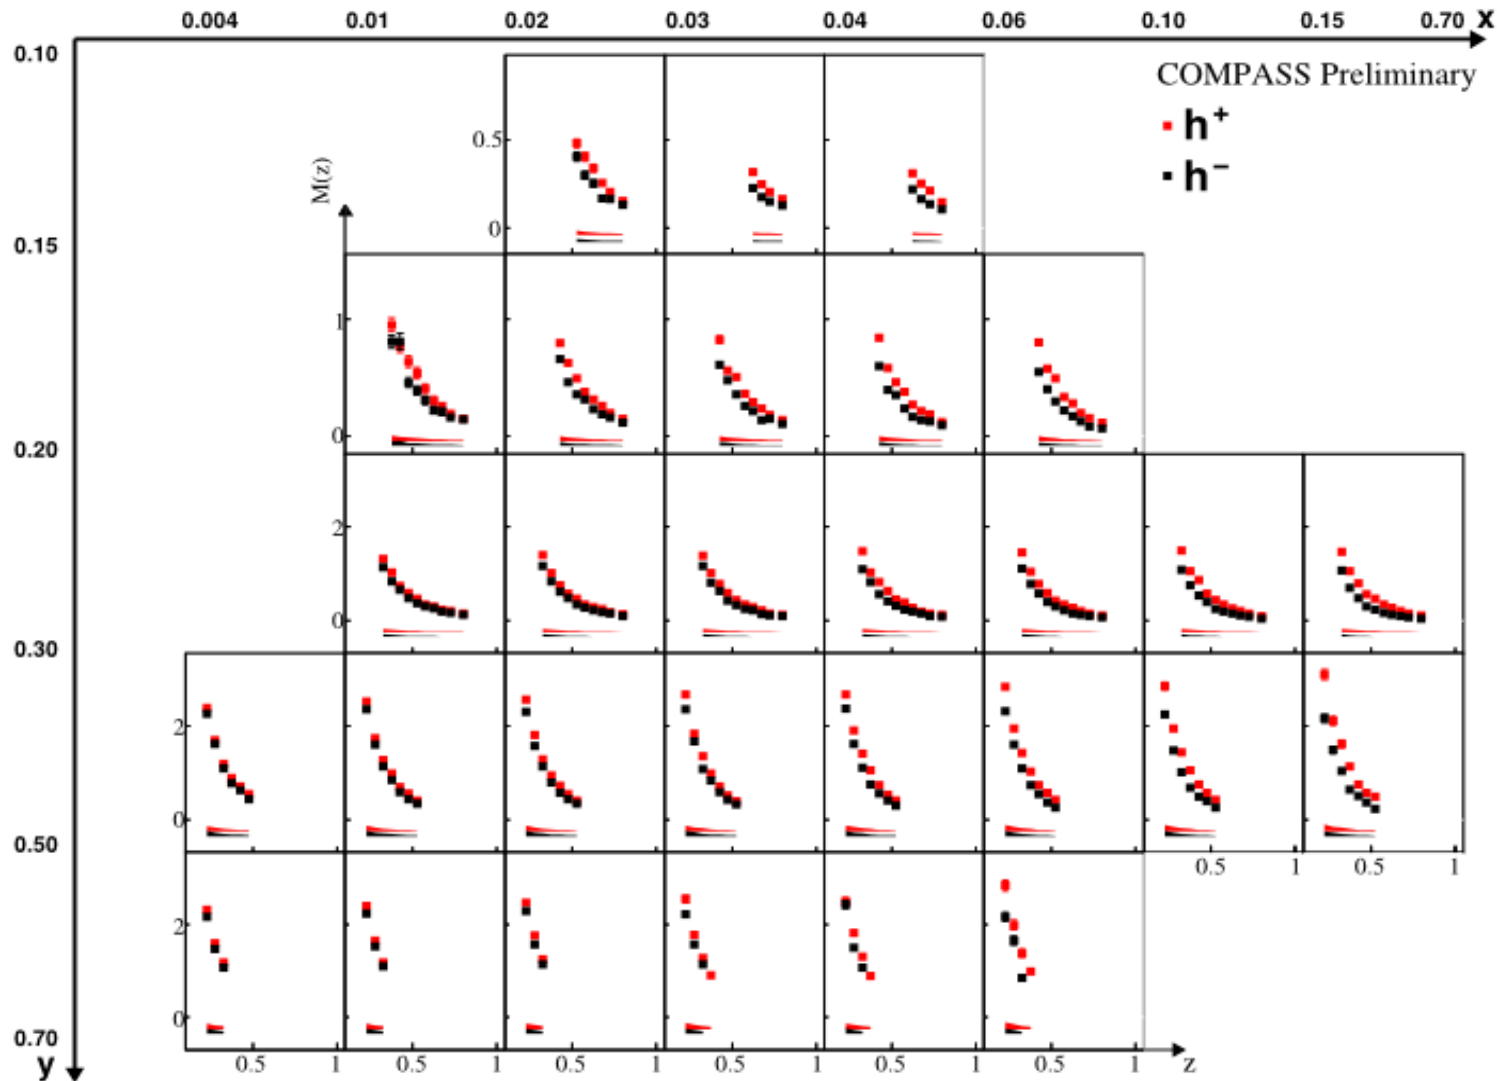 0.004 0.01 0.02 0.03 0.04 0.06 0.10 0.15 0.70 x
0.10
COMPASS Preliminary
h⁺
0.5
M(z)
h⁻
0
0.15
1
0
0.20
2
0
0.30
2
0
0.50
0.5 1 0.5 1
2
0
0.70
0.5 1 0.5 1 0.5 1 0.5 1 0.5 1 0.5 1 z
y